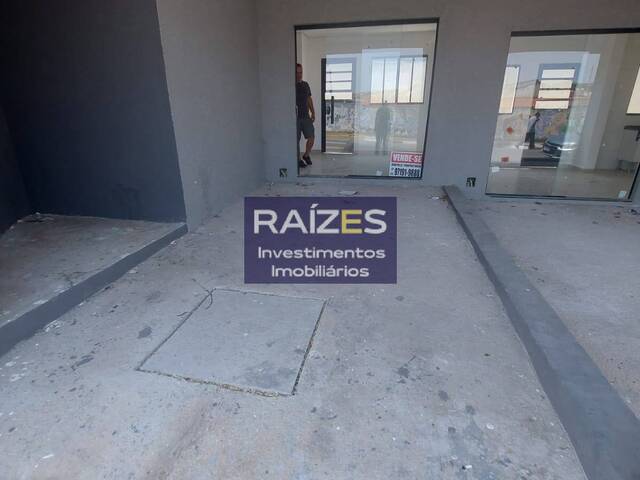 VENDE-SE
RAÍZES
Investimentos
Imobiliários